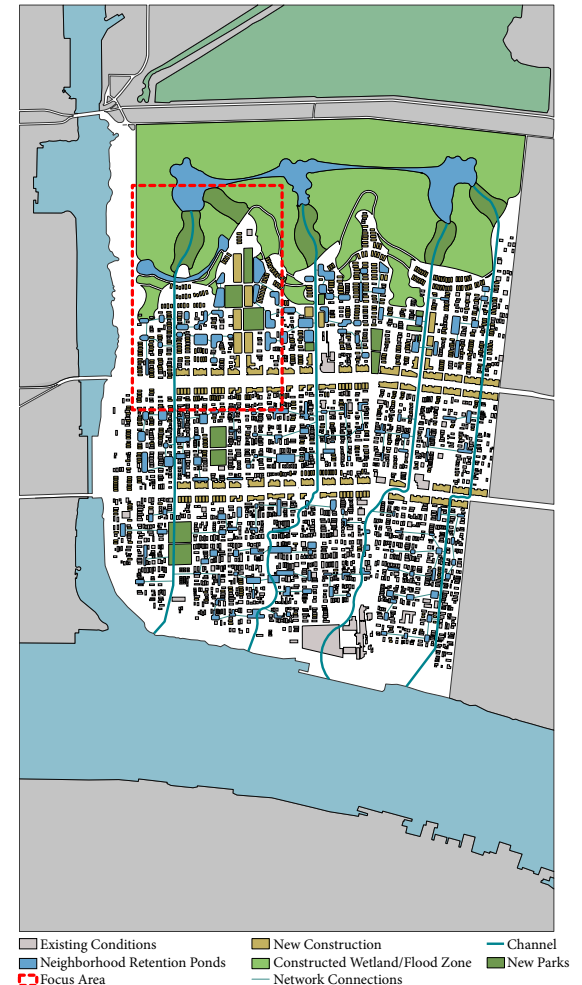 Existing Conditions New Construction Channel
Neighborhood Retention Ponds Constructed Wetland/Flood Zone New Parks
Focus Area Network Connections